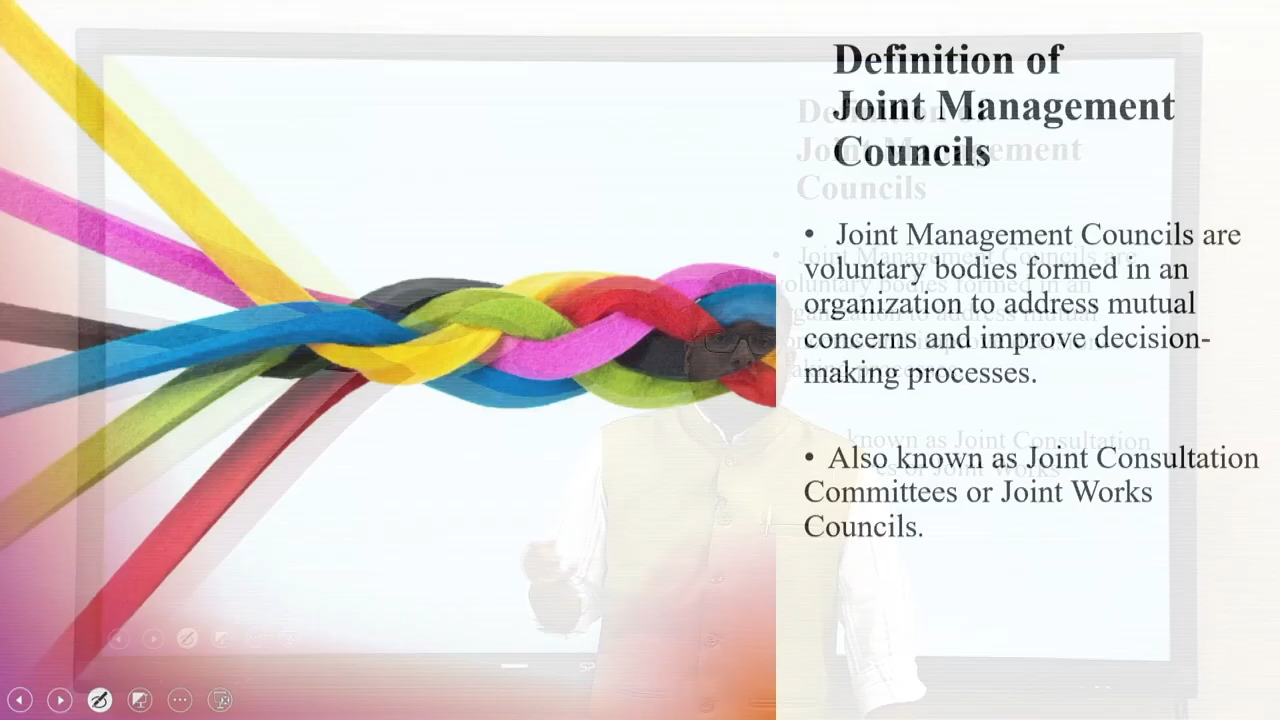 Definition of
Joint Management
Councils
• Joint Management Councils are
voluntary bodies formed in an
organization to address mutual
concerns and improve decision-
making processes.
• Also known as Joint Consultation
Committees or Joint Works
Councils.